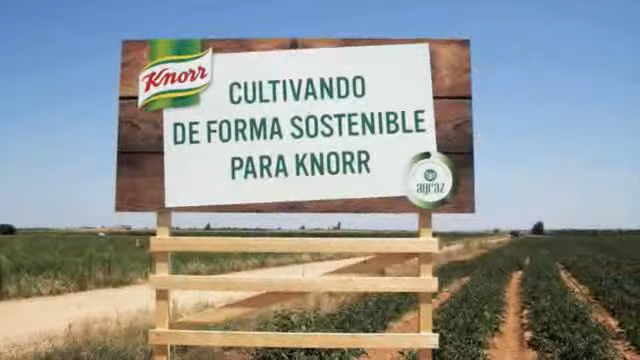 Knorr
CULTIVANDO
DE FORMA SOSTENIBLE
PARA KNORR
agraz